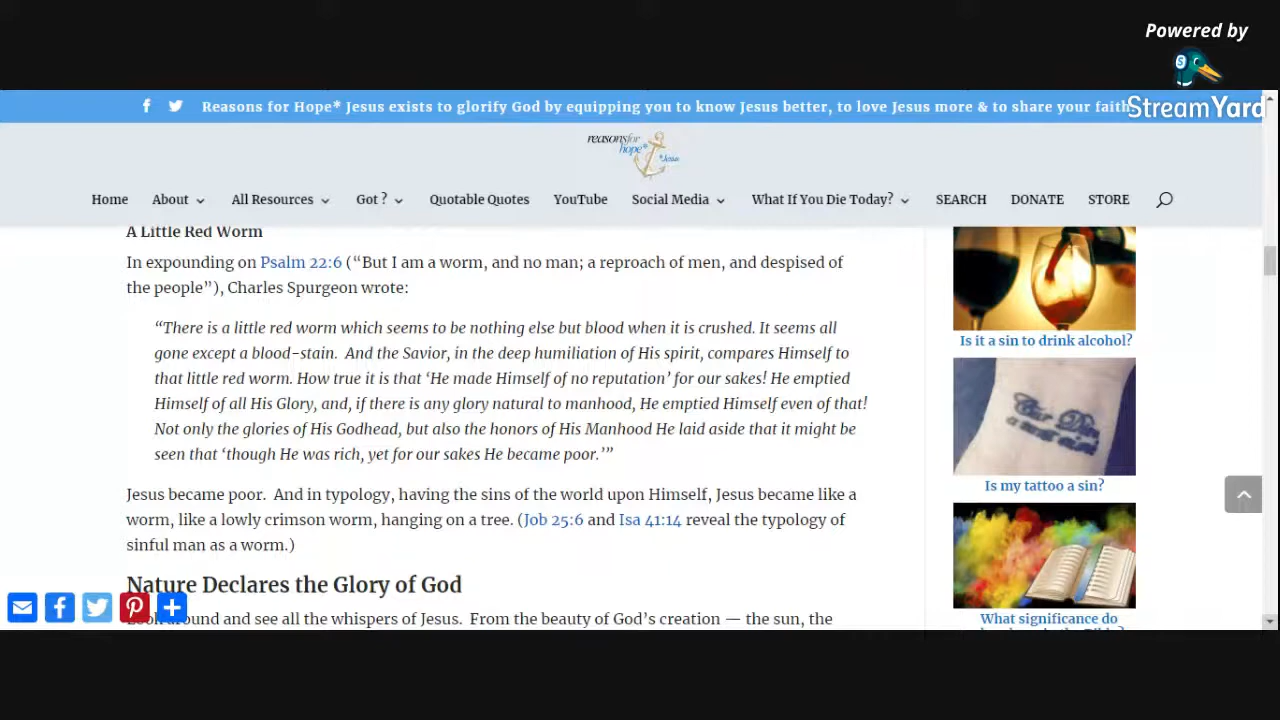 Powered by
StreamYard
Reasons for Hope* Jesus exists to glorify God by equipping you to know Jesus better, to love Jesus more & to share your faith
reasonsfor
hope*
*Jesus
Home About All Resources Got ? Quotable Quotes YouTube Social Media What If You Die Today? SEARCH DONATE STORE
A Little Red Worm
In expounding on Psalm 22:6 (“But I am a worm, and no man; a reproach of men, and despised of
the people”), Charles Spurgeon wrote:
“There is a little red worm which seems to be nothing else but blood when it is crushed. It seems all
gone except a blood-stain. And the Savior, in the deep humiliation of His spirit, compares Himself to
that little red worm. How true it is that ‘He made Himself of no reputation’ for our sakes! He emptied
Himself of all His Glory, and, if there is any glory natural to manhood, He emptied Himself even of that!
Not only the glories of His Godhead, but also the honors of His Manhood He laid aside that it might be
seen that ‘though He was rich, yet for our sakes He became poor.’”
Jesus became poor. And in typology, having the sins of the world upon Himself, Jesus became like a
worm, like a lowly crimson worm, hanging on a tree. (Job 25:6 and Isa 41:14 reveal the typology of
sinful man as a worm.)
Nature Declares the Glory of God
around and see all the whispers of Jesus. From the beauty of God’s creation — the sun, the
Is it a sin to drink alcohol?
Is my tattoo a sin?
What significance do